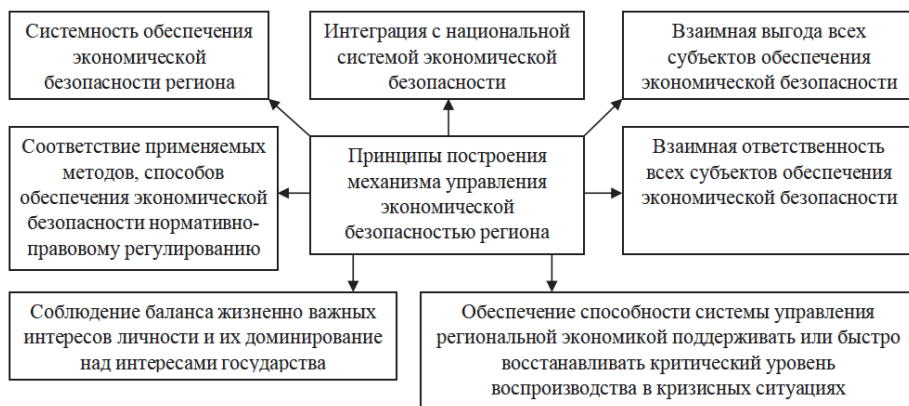 Системность обеспечения
экономической
безопасности региона
Интеграция с национальной
системой экономической
безопасности
Взаимная выгода всех
субъектов обеспечения
экономической безопасности
Соответствие применяемых
методов, способов
обеспечения экономической
безопасности нормативно-
правовому регулированию
Принципы построения
механизма управления
экономической
безопасностью региона
Взаимная ответственность
всех субъектов обеспечения
экономической безопасности
Соблюдение баланса жизненно важных
интересов личности и их доминирование
над интересами государства
Обеспечение способности системы управления
региональной экономикой поддерживать или быстро
восстанавливать критический уровень
воспроизводства в кризисных ситуациях